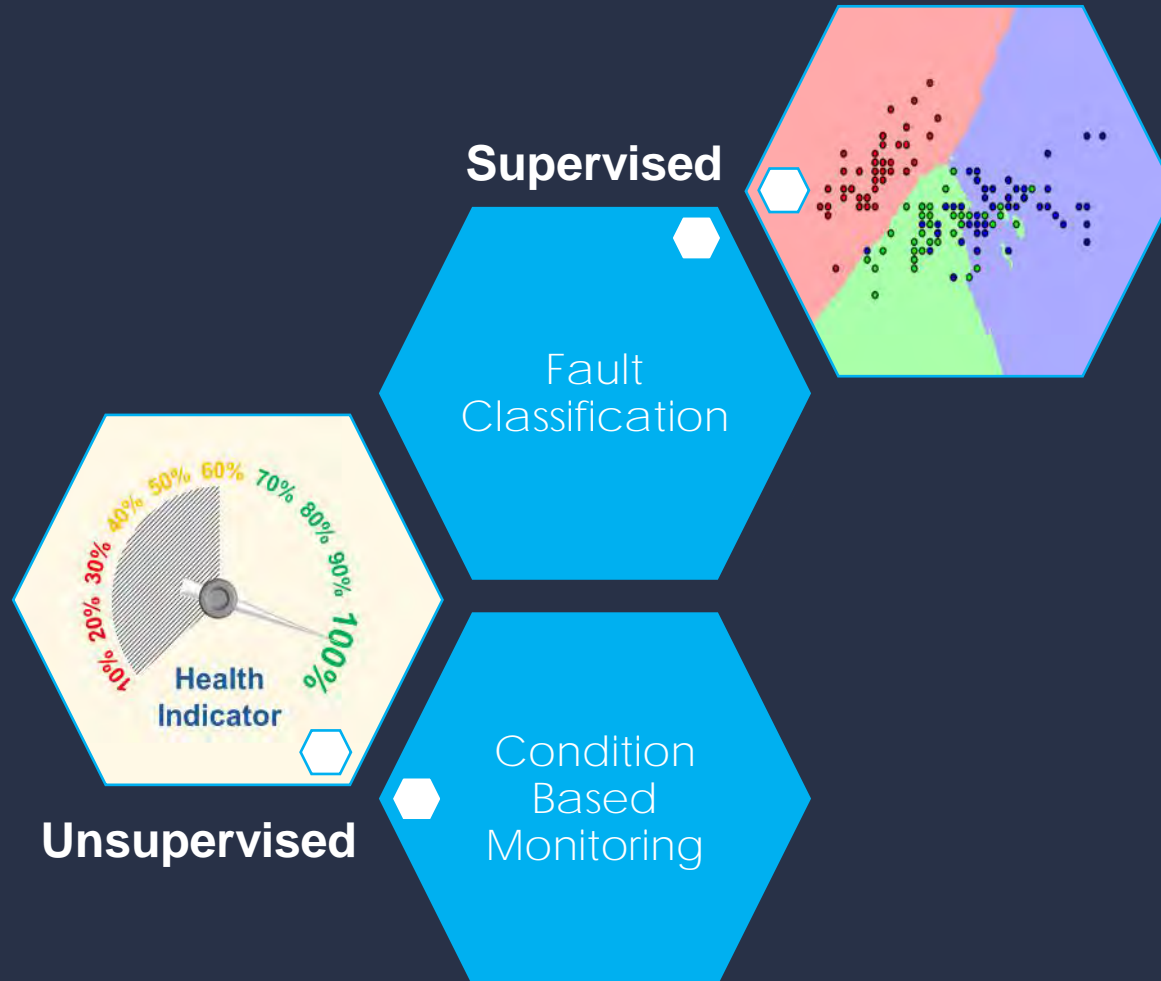 Supervised
Fault
Classification
10% 20% 30% 40% 50% 60% 70% 80% 90% 100%
Health
Indicator
Unsupervised
Condition
Based
Monitoring